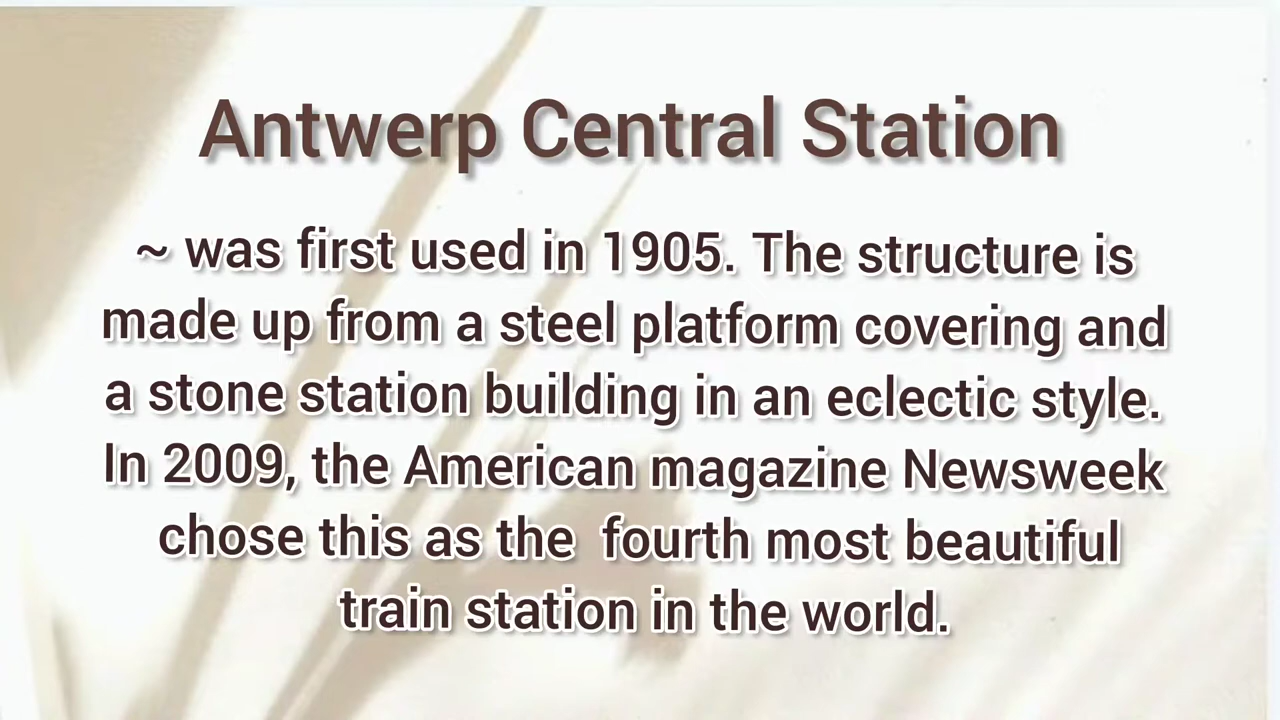 Antwerp Central Station
~ was first used in 1905. The structure is
made up from a steel platform covering and
a stone station building in an eclectic style.
In 2009, the American magazine Newsweek
chose this as the  fourth most beautiful
train station in the world.